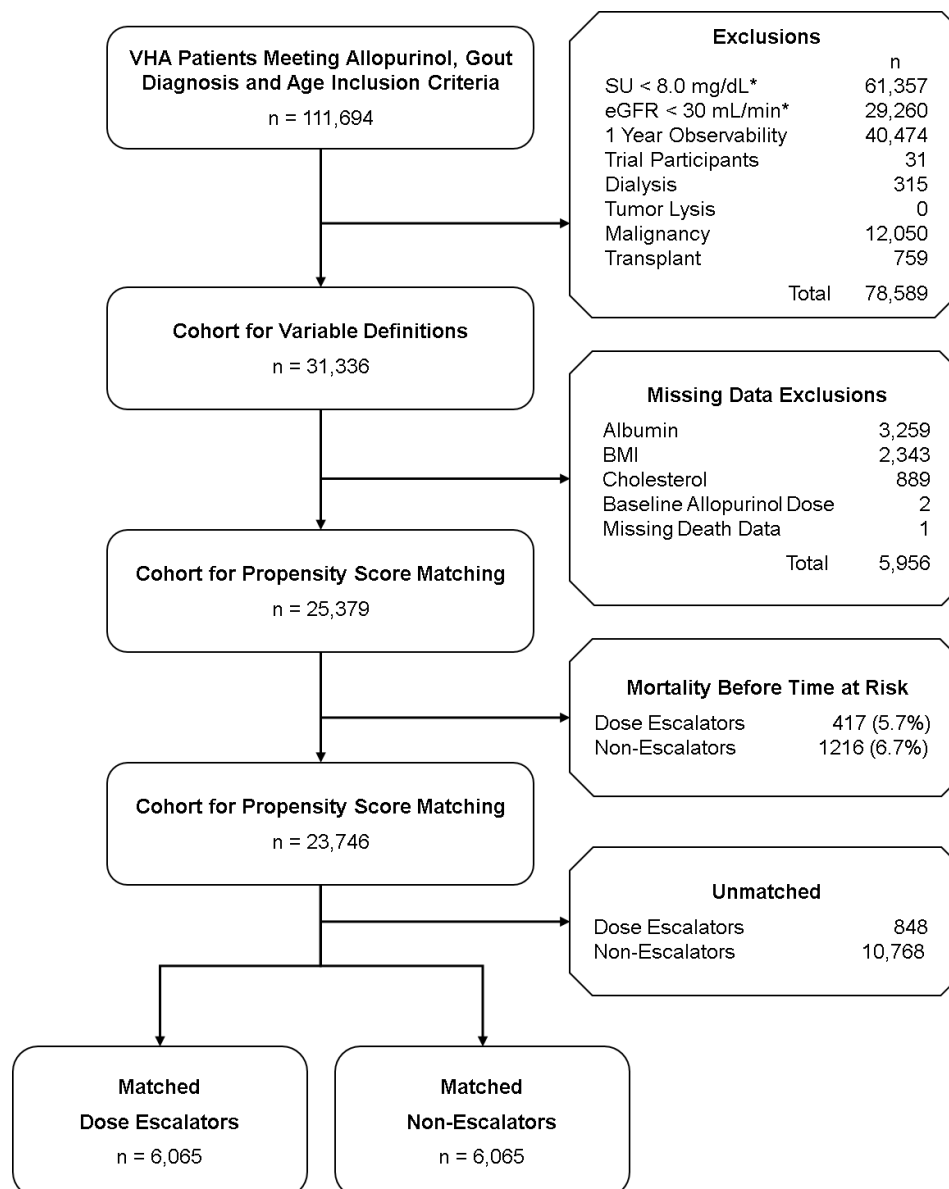 VHA Patients Meeting Allopurinol, Gout
Diagnosis and Age Inclusion Criteria
n = 111,694
Exclusions
n
SU < 8.0 mg/dL* 61,357
eGFR < 30 mL/min* 29,260
1 Year Observability 40,474
Trial Participants 31
Dialysis 315
Tumor Lysis 0
Malignancy 12,050
Transplant 759
Total 78,589
Cohort for Variable Definitions
n = 31,336
Missing Data Exclusions
Albumin 3,259
BMI 2,343
Cholesterol 889
Baseline Allopurinol Dose 2
Missing Death Data 1
Total 5,956
Cohort for Propensity Score Matching
n = 25,379
Mortality Before Time at Risk
Dose Escalators 417 (5.7%)
Non-Escalators 1216 (6.7%)
Cohort for Propensity Score Matching
n = 23,746
Unmatched
Dose Escalators 848
Non-Escalators 10,768
Matched
Dose Escalators
n = 6,065
Matched
Non-Escalators
n = 6,065